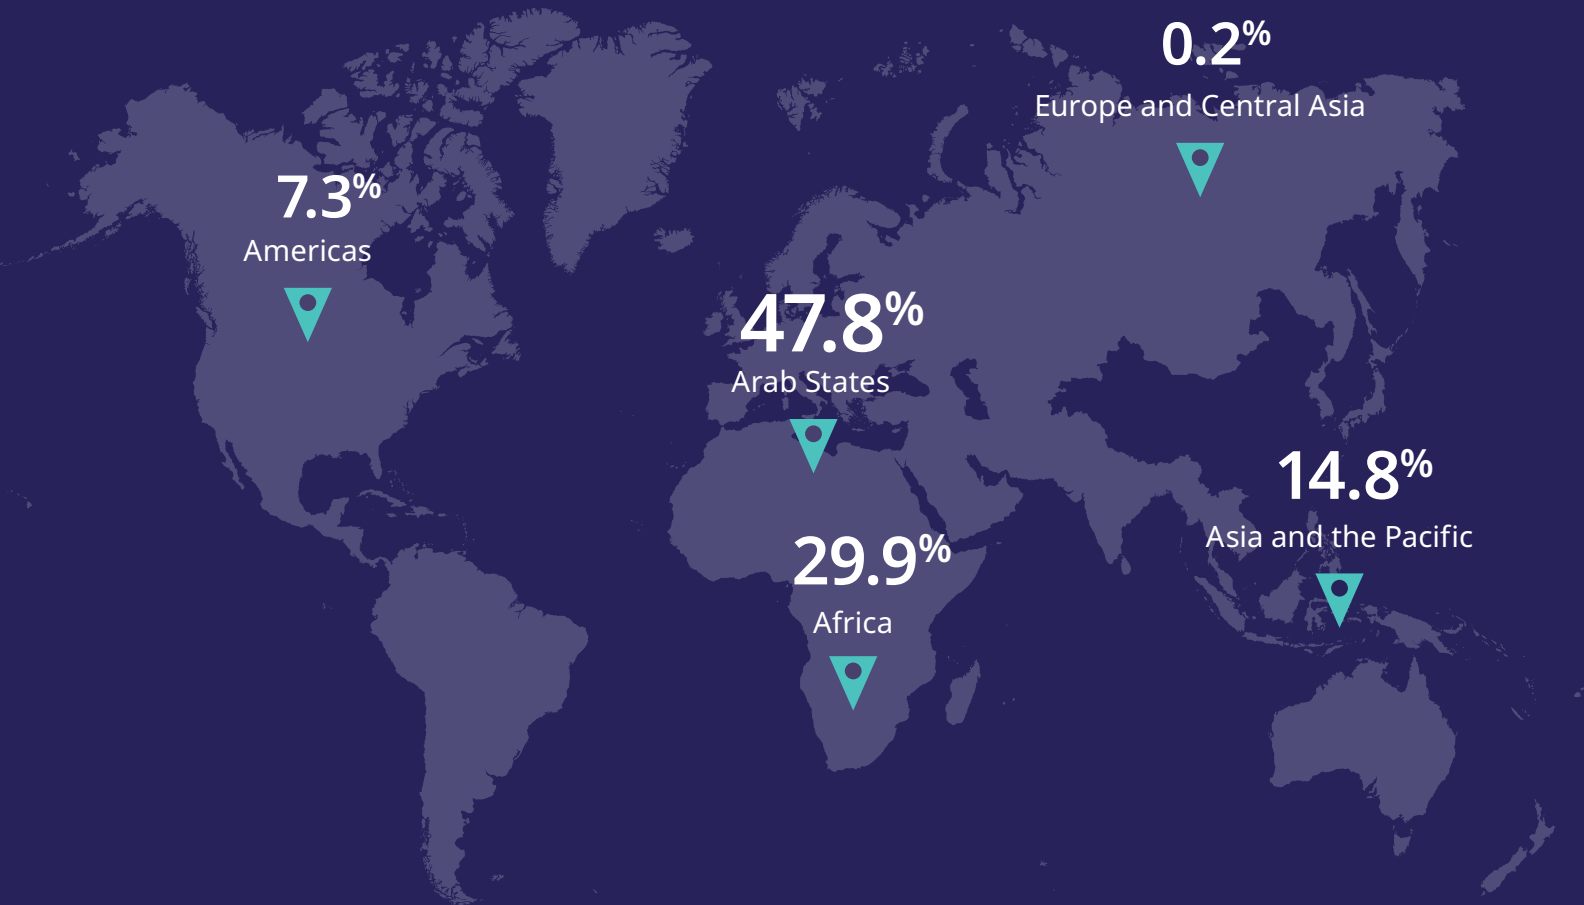 0.2%
Europe and Central Asia
7.3%
Americas
47.8%
Arab States
14.8%
Asia and the Pacific
29.9%
Africa